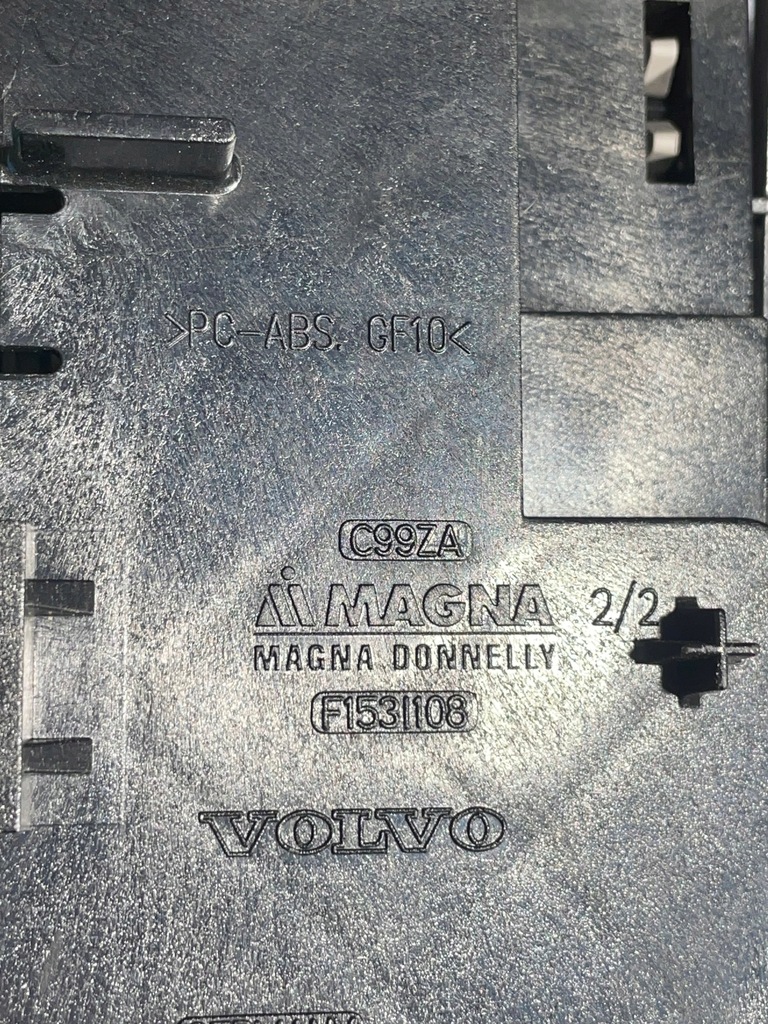 >PC-ABS. GF10<
C99ZA
MAGNA 2/2
MAGNA DONNELLY
F153I108
VOLVO